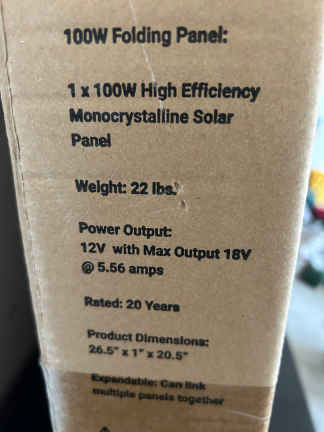 100W Folding Panel:
1 x 100W High Efficiency
Monocrystalline Solar
Panel
Weight: 22 lbs.
Power Output:
12V with Max Output 18V
@ 5.56 amps
Rated: 20 Years
Product Dimensions:
26.5" x 1" x 20.5"
Expandable: Can link
multiple panels together